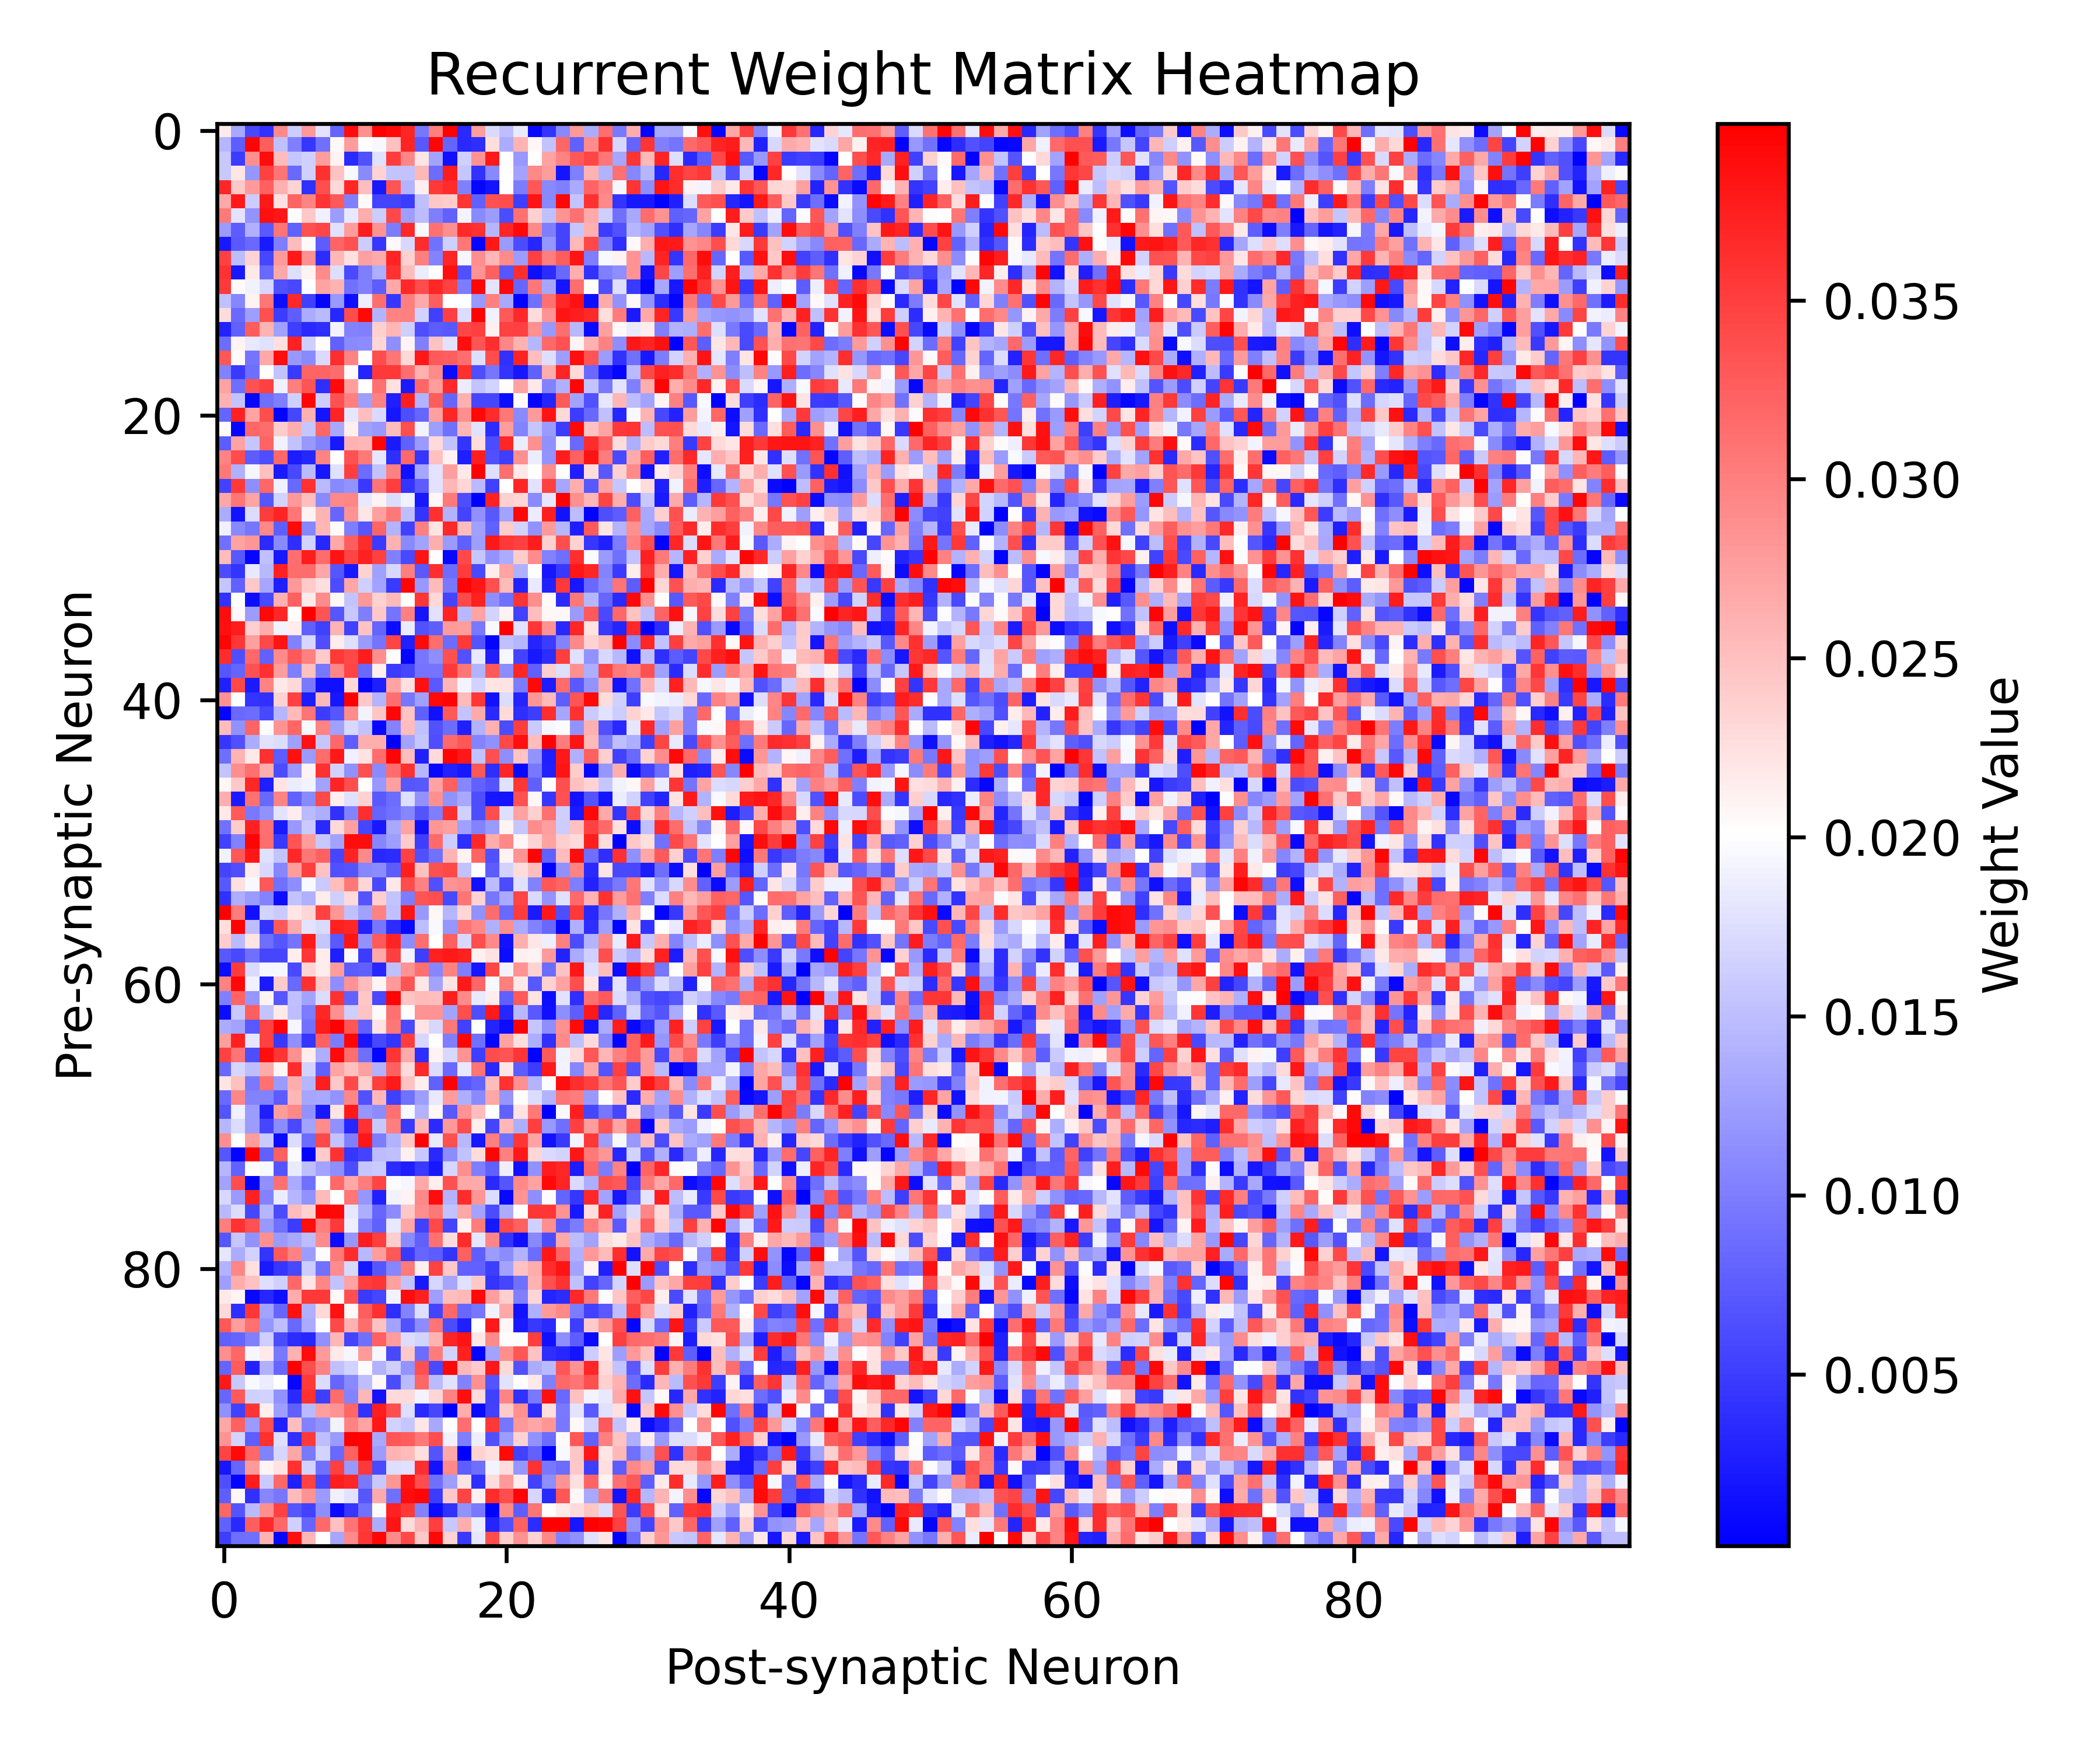 Recurrent Weight Matrix Heatmap
0
20
40
60
80
Pre-synaptic Neuron
0 20 40 60 80
Post-synaptic Neuron
0.035
0.030
0.025
0.020
0.015
0.010
0.005
Weight Value